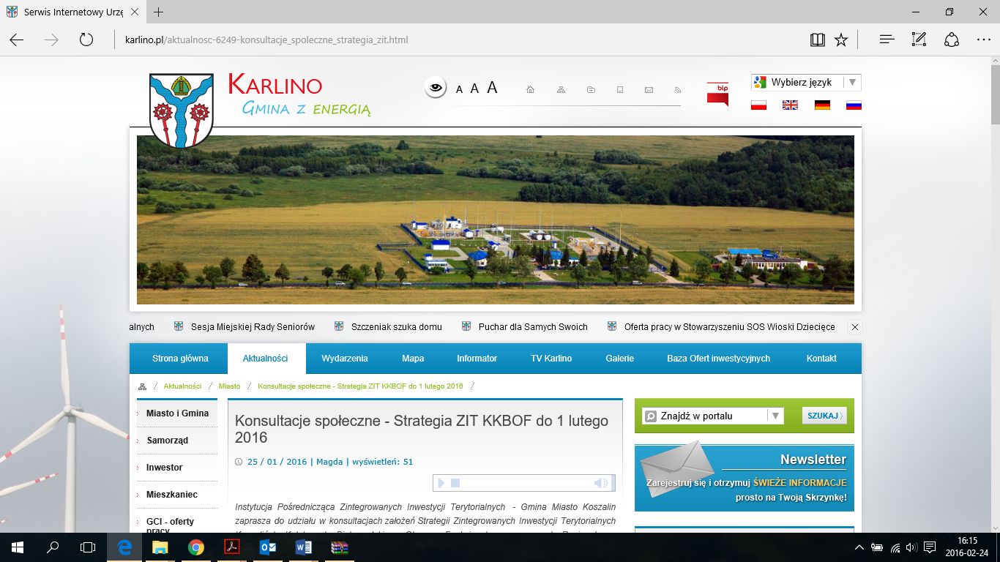 Serwis Internetowy Urzę
karlino.pl/aktualnosc-6249-konsultacje_spoleczne_strategia_zit.html
KARLINO
GMINA Z ENERGIĄ
A A A
bip
Wybierz język
alnych
Sesja Miejskiej Rady Seniorów
Szczeniak szuka domu
Puchar dla Samych Swoich
Oferta pracy w Stowarzyszeniu SOS Wioski Dziecięce
Strona główna
Aktualności
Wydarzenia
Mapa
Informator
TV Karlino
Galerie
Baza Ofert inwestycyjnych
Kontakt
/ Aktualności / Miasto / Konsultacje społeczne - Strategia ZIT KKBOF do 1 lutego 2016 /
Miasto i Gmina
Samorząd
Inwestor
Mieszkaniec
GCI - oferty
pracy
Konsultacje społeczne - Strategia ZIT KKBOF do 1 lutego
2016
25 / 01 / 2016 | Magda | wyświetleń: 51
Instytucja Pośrednicząca Zintegrowanych Inwestycji Terytorialnych - Gmina Miasto Koszalin
zaprasza do udziału w konsultacjach założeń Strategii Zintegrowanych Inwestycji Terytorialnych
Znajdź w portalu
SZUKAJ
Newsletter
Zarejestruj się i otrzymuj ŚWIEŻE INFORMACJE
prosto na Twoją Skrzynkę!
16:15
2016-02-24